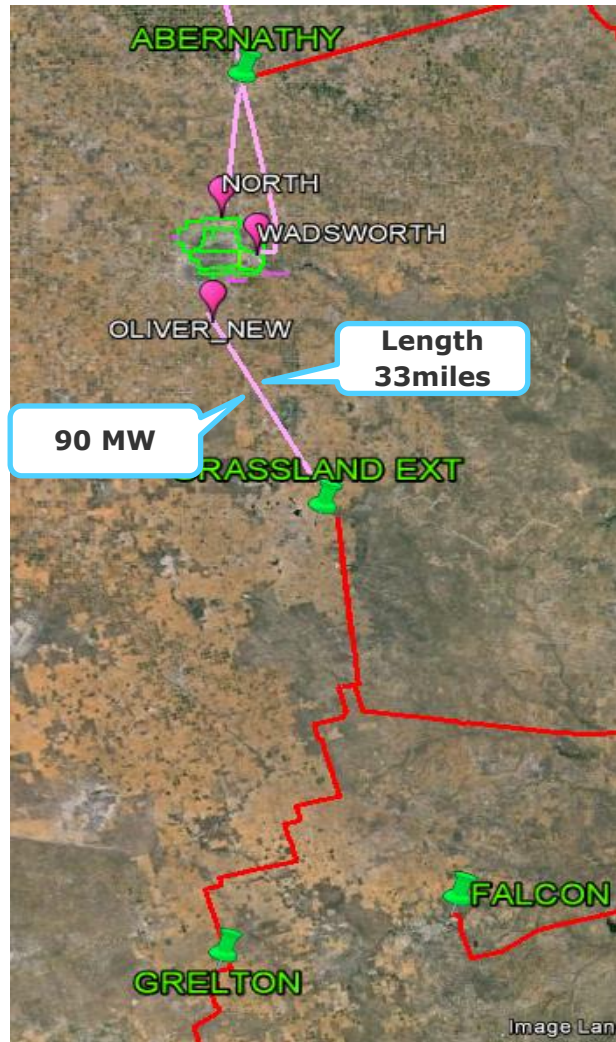 ABERNATHY
NORTH
WADSWORTH
OLIVER_NEW
Length
33miles
90 MW
GRASSLAND EXT
FALCON
GRELTON
Image Lan